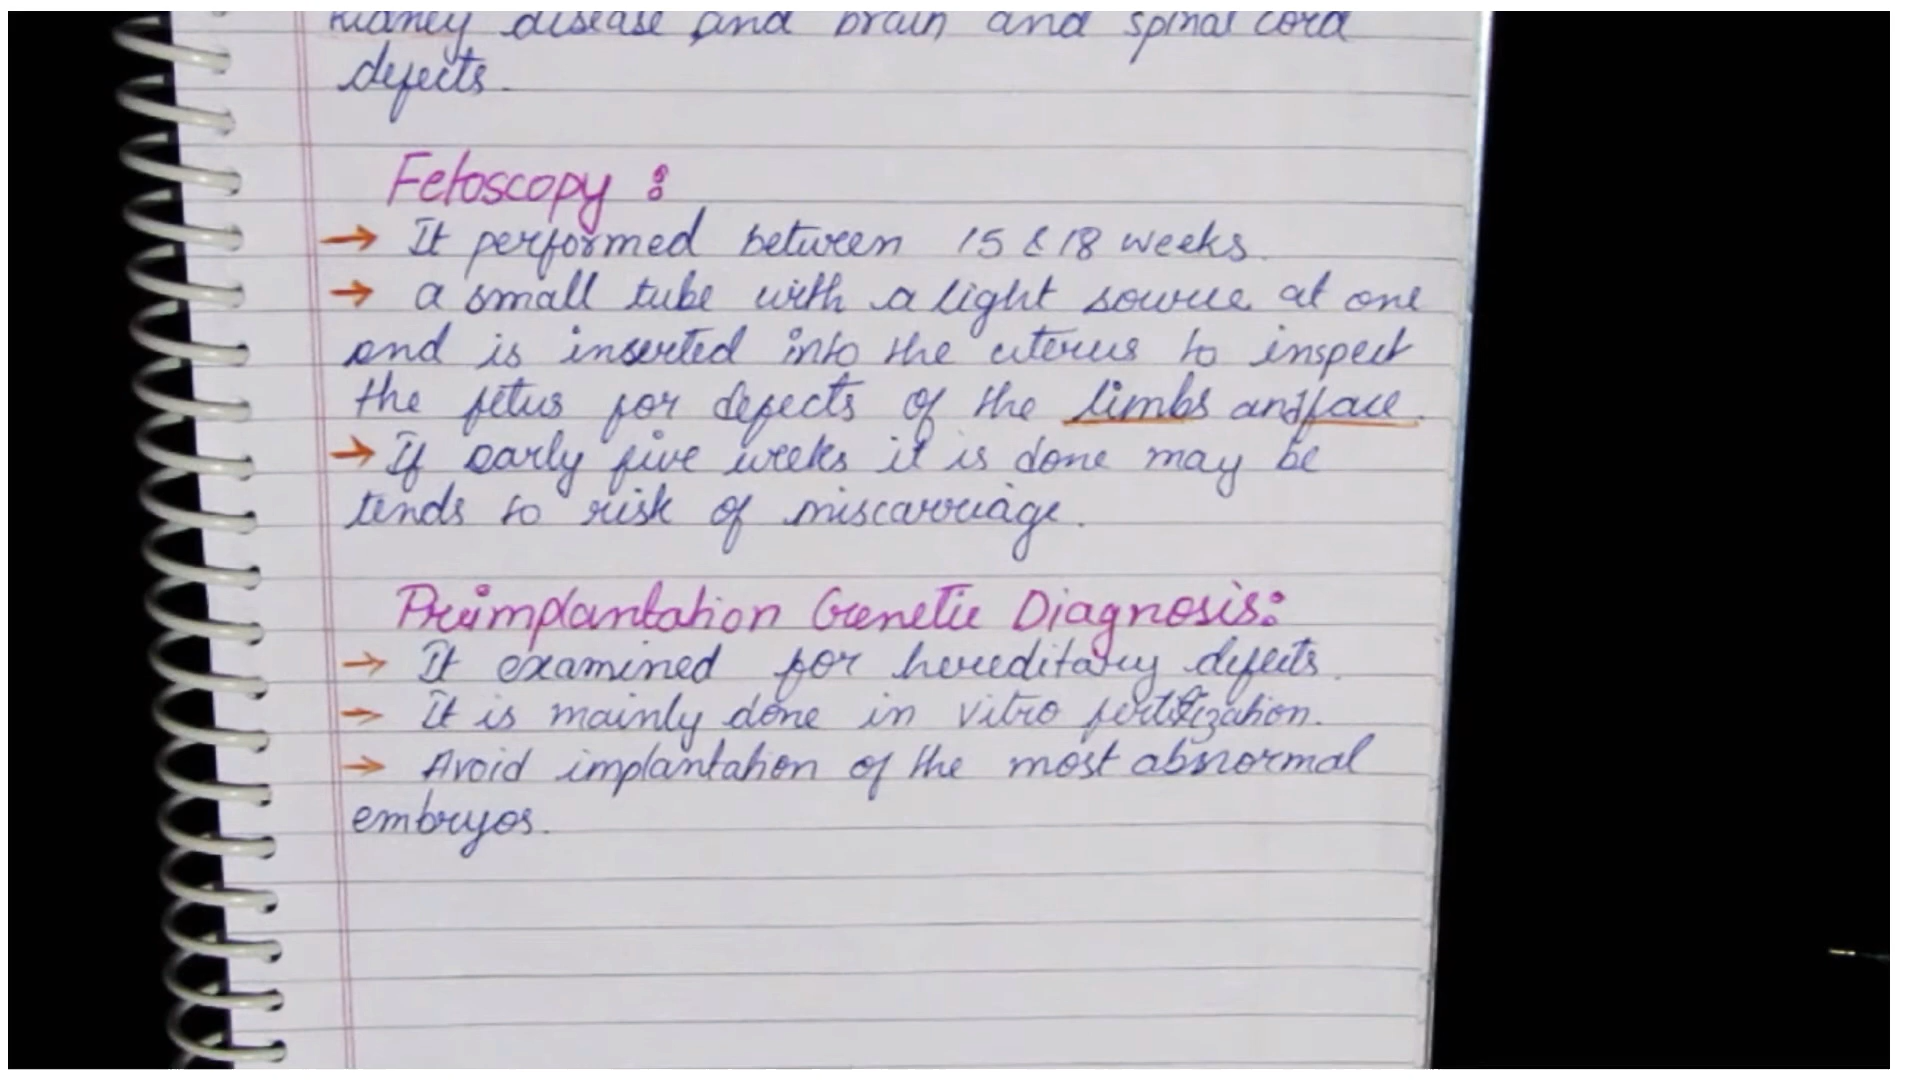 kidney disease and brain and spinal cord
defects.
Fetoscopy :
→ It performed between 15 & 18 weeks.
→ a small tube with a light source at one
end is inserted into the uterus to inspect
the fetus for defects of the limbs and face.
→ If early five weeks it is done may be
tends to risk of miscarriage.
Preimplantation Genetic Diagnosis:
→ It examined for hereditary defects.
→ It is mainly done in vitro fertilization.
→ Avoid implantation of the most abnormal
embryos.